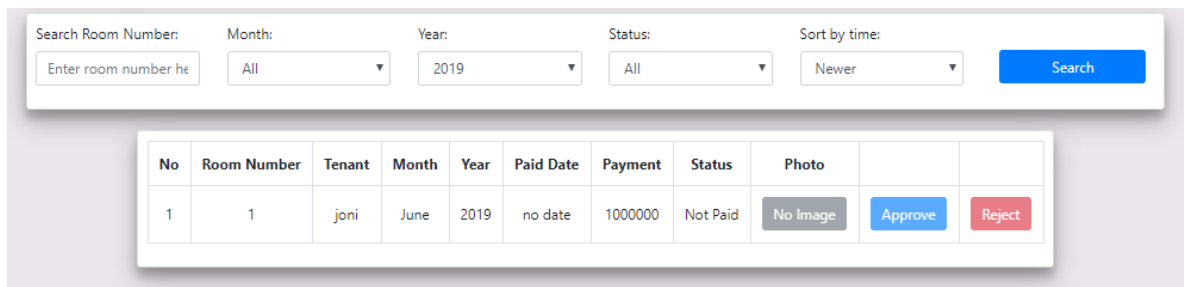 Search Room Number: Month: Year: Status: Sort by time:
Enter room number he All 2019 All Newer Search
No Room Number Tenant Month Year Paid Date Payment Status Photo
1 1 joni June 2019 no date 1000000 Not Paid No Image Approve Reject